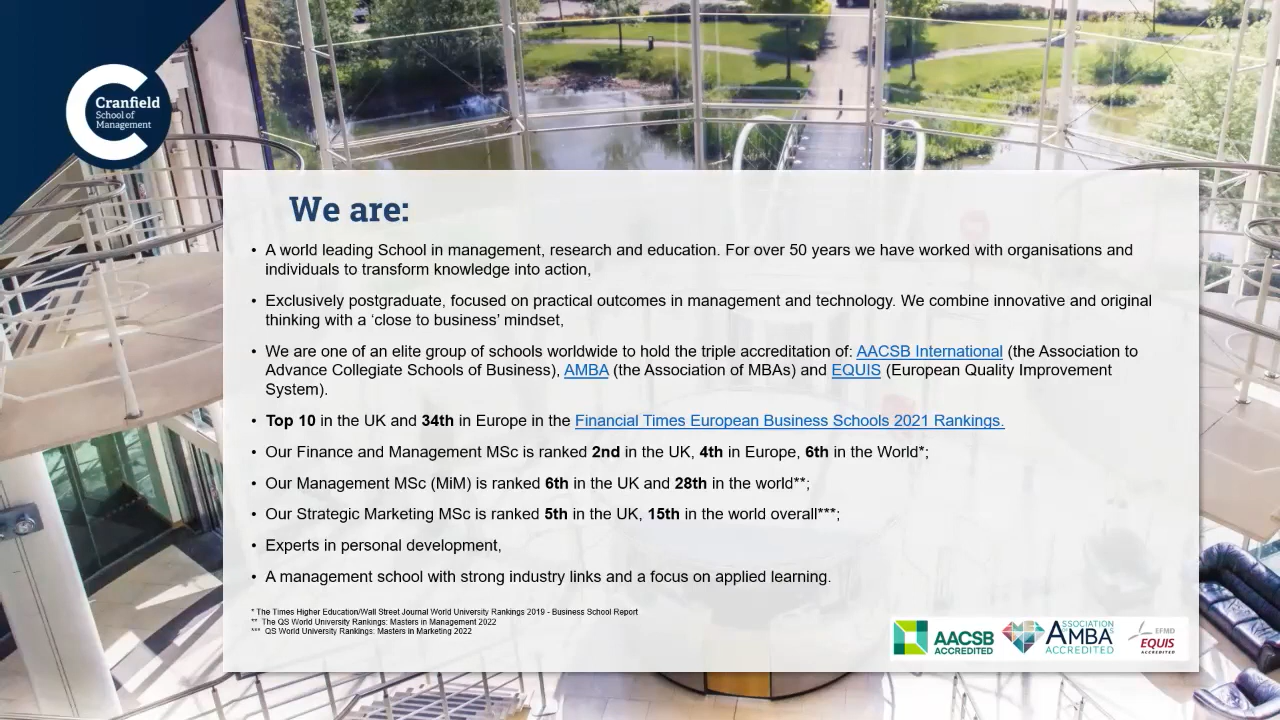 Cranfield
School of
Management
We are:
• A world leading School in management, research and education. For over 50 years we have worked with organisations and
individuals to transform knowledge into action,
• Exclusively postgraduate, focused on practical outcomes in management and technology. We combine innovative and original
thinking with a ‘close to business’ mindset,
• We are one of an elite group of schools worldwide to hold the triple accreditation of: AACSB International (the Association to
Advance Collegiate Schools of Business), AMBA (the Association of MBAs) and EQUIS (European Quality Improvement
System).
• Top 10 in the UK and 34th in Europe in the Financial Times European Business Schools 2021 Rankings.
• Our Finance and Management MSc is ranked 2nd in the UK, 4th in Europe, 6th in the World*;
• Our Management MSc (MiM) is ranked 6th in the UK and 28th in the world**;
• Our Strategic Marketing MSc is ranked 5th in the UK, 15th in the world overall***;
• Experts in personal development,
• A management school with strong industry links and a focus on applied learning.
* The Times Higher Education/Wall Street Journal World University Rankings 2019 - Business School Report
** The QS World University Rankings: Masters in Management 2022
*** QS World University Rankings: Masters in Marketing 2022
AACSB
ACCREDITED
ASSOCIATION
AMBA'S
ACCREDITED
EFMD
EQUIS
ACCREDITED